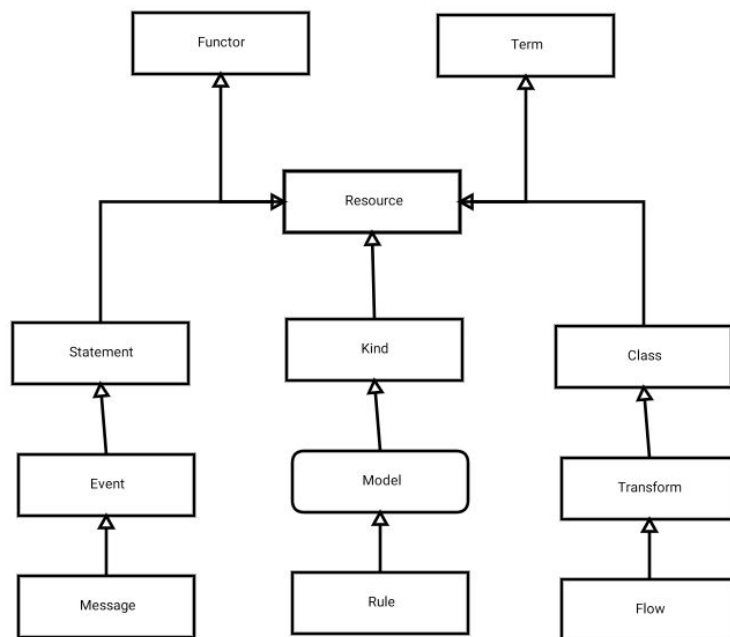 Functor
Term
Resource
Statement
Kind
Class
Event
Model
Transform
Message
Rule
Flow